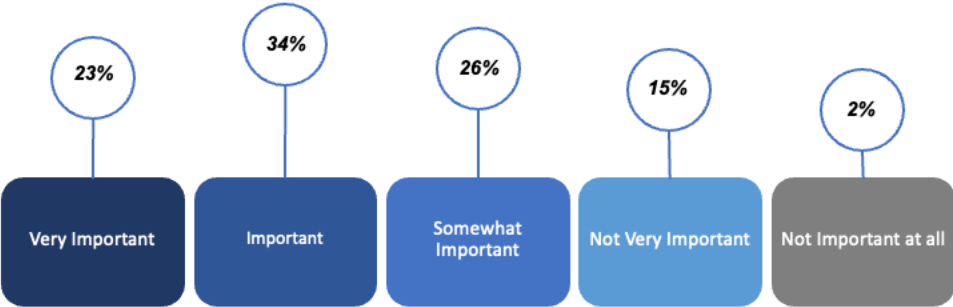 23%
34%
26%
15%
2%
Very Important
Important
Somewhat
Important
Not Very Important
Not Important at all